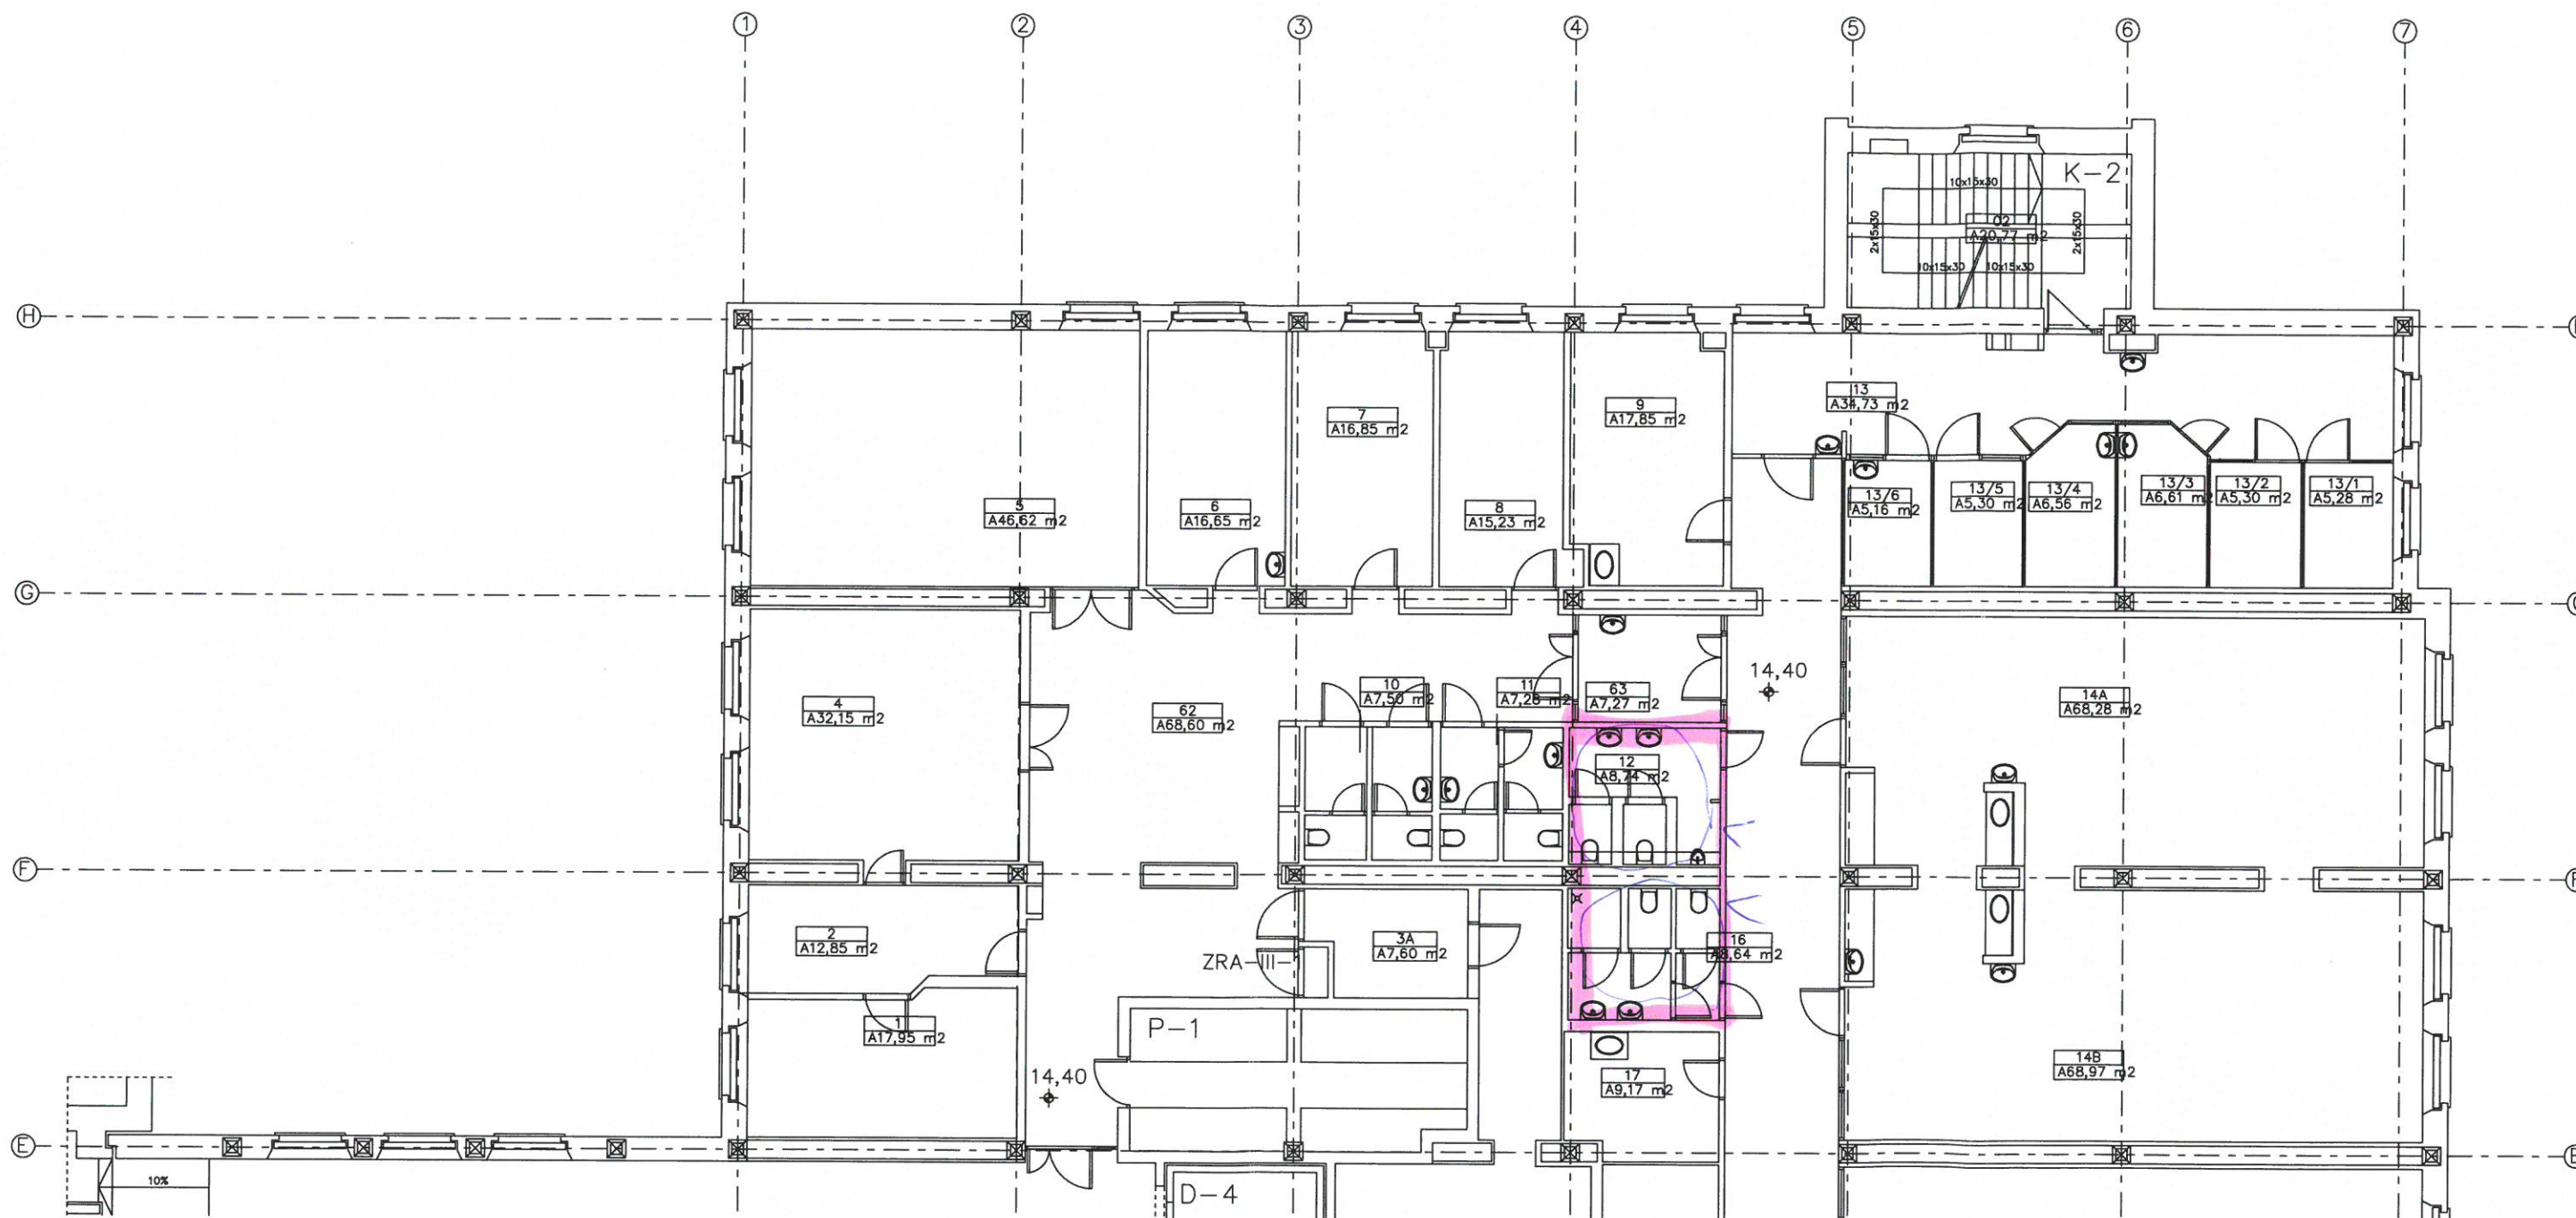 1 2 3 4 5 6 7
K-2
10x15x30
2x15x30
02
A20,77 m2
2x15x30
10x15x30 10x15x30
H
13
A34,73 m2
7
A16,85 m2
9
A17,85 m2
5
A46,62 m2
6
A16,65 m2
8
A15,23 m2
13/6
A5,16 m2
13/5
A5,30 m2
13/4
A6,56 m2
13/3
A6,61 m2
13/2
A5,30 m2
13/1
A5,28 m2
G
14,40
4
A32,15 m2
62
A68,60 m2
10
A7,50 m2
11
A7,28 m2
63
A7,27 m2
14A
A68,28 m2
12
A8,74 m2
F
2
A12,85 m2
ZRA-III-
3A
A7,60 m2
16
A8,64 m2
1
A17,95 m2
P-1
14,40
17
A9,17 m2
14B
A68,97 m2
E
10%
D-4